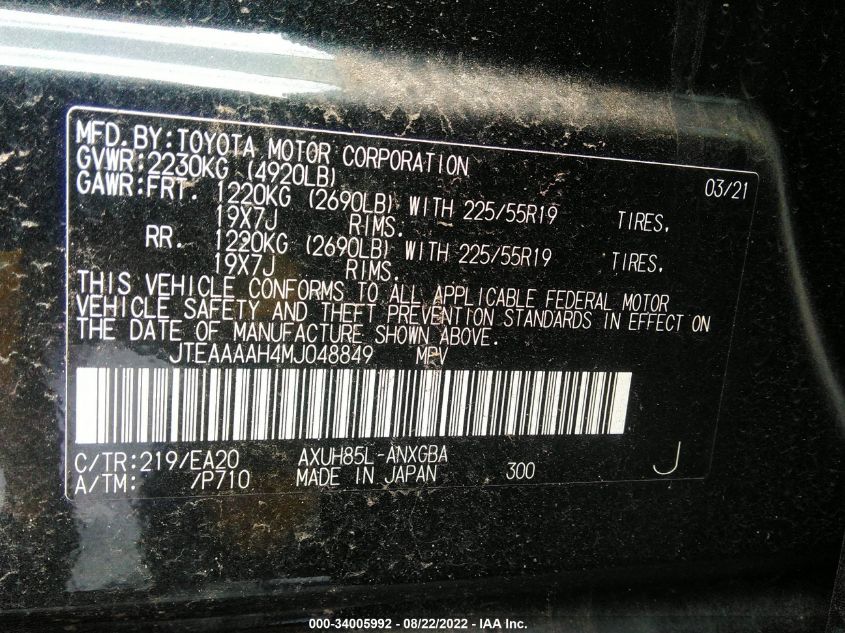 MFD.BY:TOYOTA MOTOR CORPORATION 03/21
GVWR:2230KG (4920LB)
GAWR:FRT. 1220KG (2690LB) WITH 225/55R19 TIRES,
19X7J RIMS.
RR. 1220KG (2690LB) WITH 225/55R19 TIRES,
19X7J RIMS.
THIS VEHICLE CONFORMS TO ALL APPLICABLE FEDERAL MOTOR
VEHICLE SAFETY AND THEFT PREVENTION STANDARDS IN EFFECT ON
THE DATE OF MANUFACTURE SHOWN ABOVE.
JTEAAAAH4MJ048849 MPV
C/TR:219/EA20 AXUH85L-ANXGBA
A/TM: /P710 MADE IN JAPAN 300 J
000-34005992 - 08/22/2022 - IAA Inc.